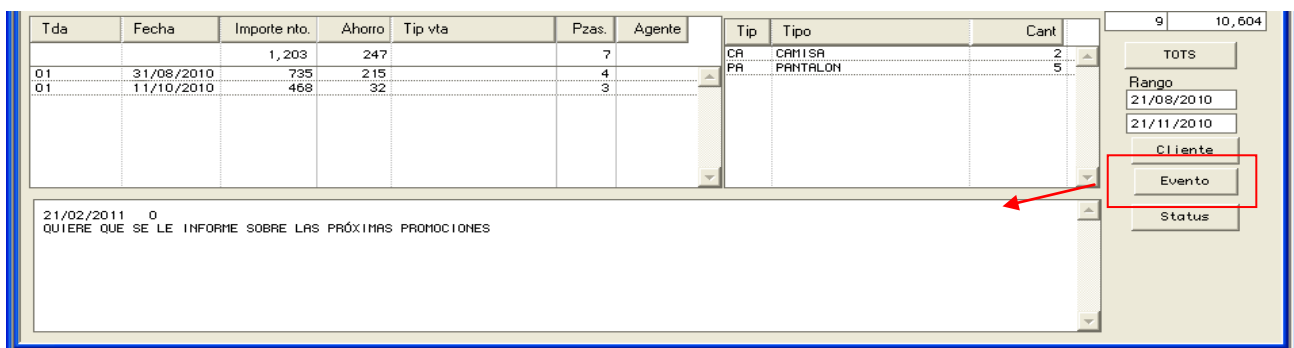 Tda Fecha Importe nto. Ahorro Tip vta Pzas. Agente
1,203 247 7
01 31/08/2010 735 215 4
01 11/10/2010 468 32 3
Tip Tipo Cant
CA CAMISA 2
PA PANTALON 5
9 10,604
TOTS
Rango
21/08/2010
21/11/2010
Cliente
Evento
Status
21/02/2011 0
QUIERE QUE SE LE INFORME SOBRE LAS PRÓXIMAS PROMOCIONES